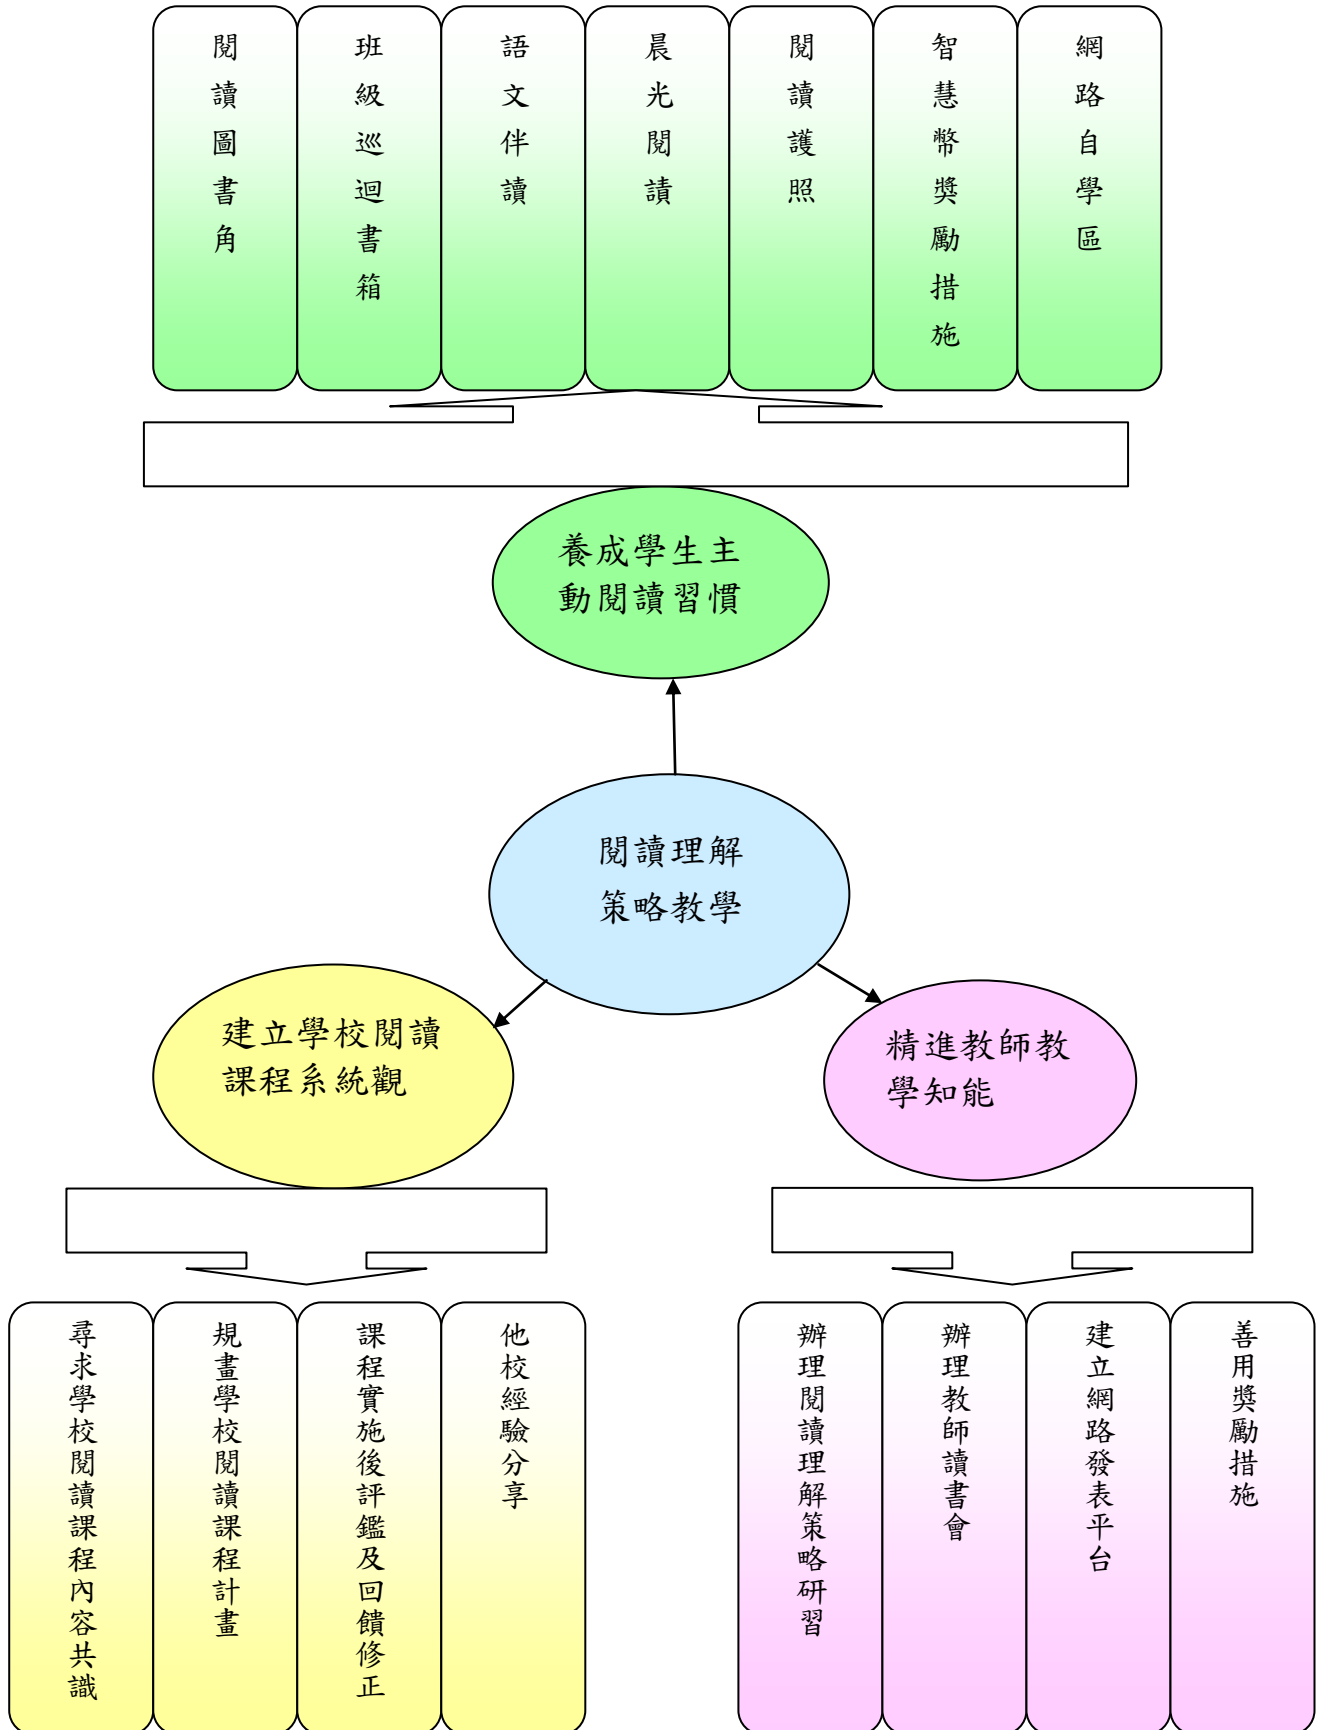 閱讀圖書角
班級巡迴書箱
語文伴讀
晨光閱請
閱讀護照
智慧幣獎勵措施
網路自學區
養成學生主
動閱讀習慣
閱讀理解
策略教學
建立學校閱讀
課程系統觀
精進教師教
學知能
尋求學校閱讀課程內容共識
規畫學校閱讀課程計畫
課程實施後評鑑及回饋修正
他校經驗分享
辦理閱讀理解策略研習
辦理教師讀書會
建立網路發表平台
善用獎勵措施